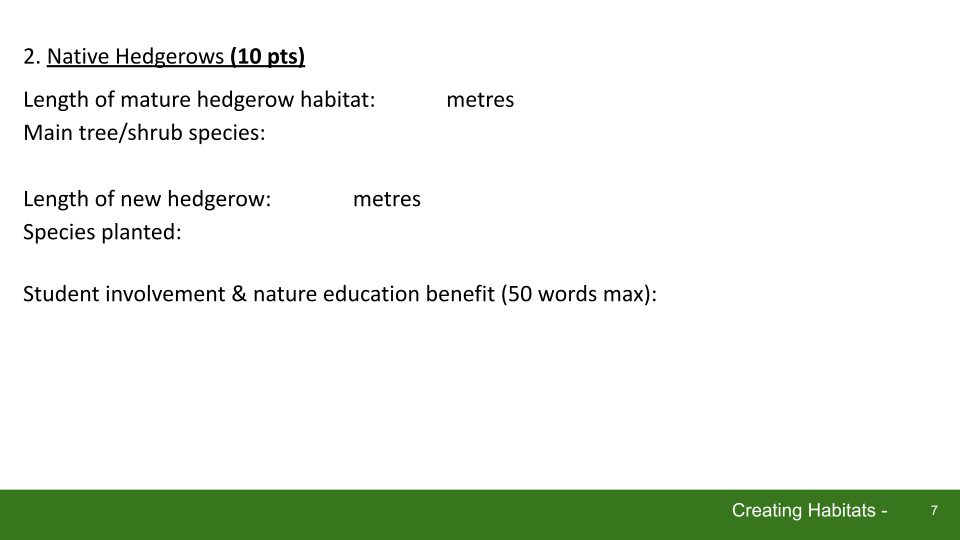 2. Native Hedgerows (10 pts)
Length of mature hedgerow habitat: metres
Main tree/shrub species:
Length of new hedgerow: metres
Species planted:
Student involvement & nature education benefit (50 words max):
Creating Habitats - 7